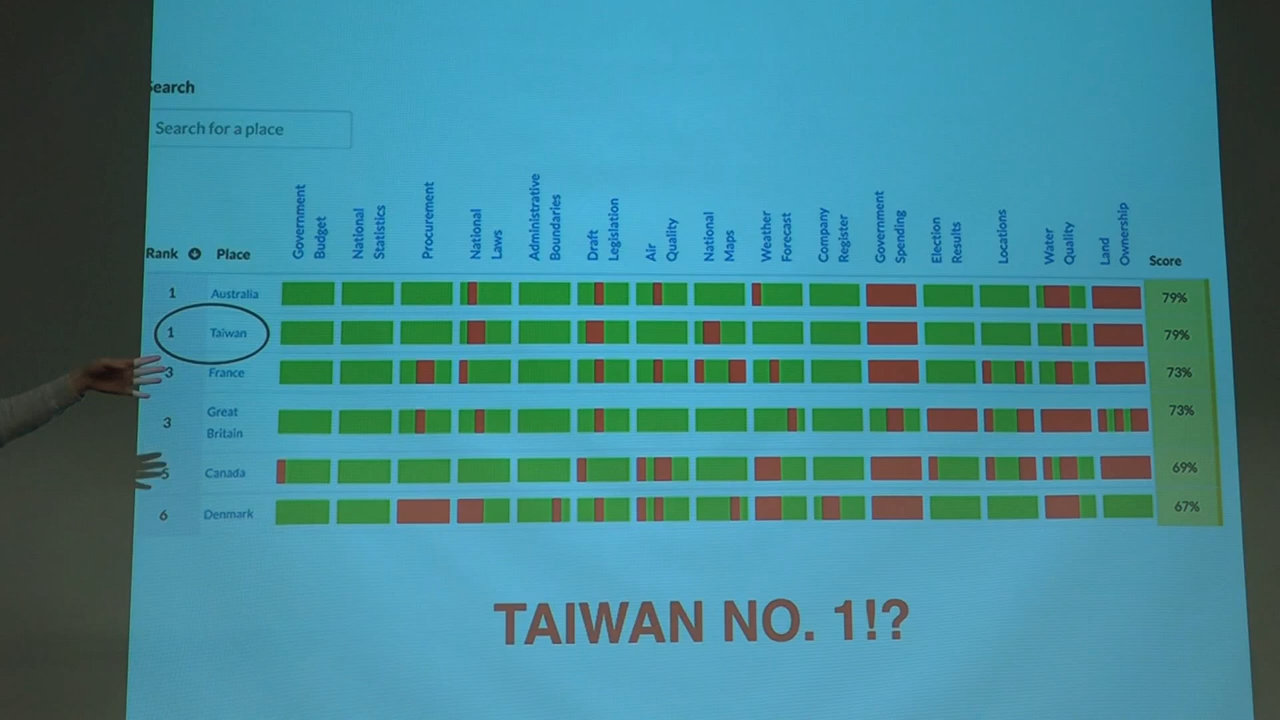 Search
Search for a place
Rank Place
Government
Budget
National
Statistics
Procurement
National
Laws
Administrative
Boundaries
Draft
Legislation
Air
Quality
National
Maps
Weather
Forecast
Company
Register
Government
Spending
Election
Results
Locations
Water
Quality
Land
Ownership
Score
1 Australia 79%
1 Taiwan 79%
3 France 73%
3 Great
Britain 73%
5 Canada 69%
6 Denmark 67%
TAIWAN NO. 1!?